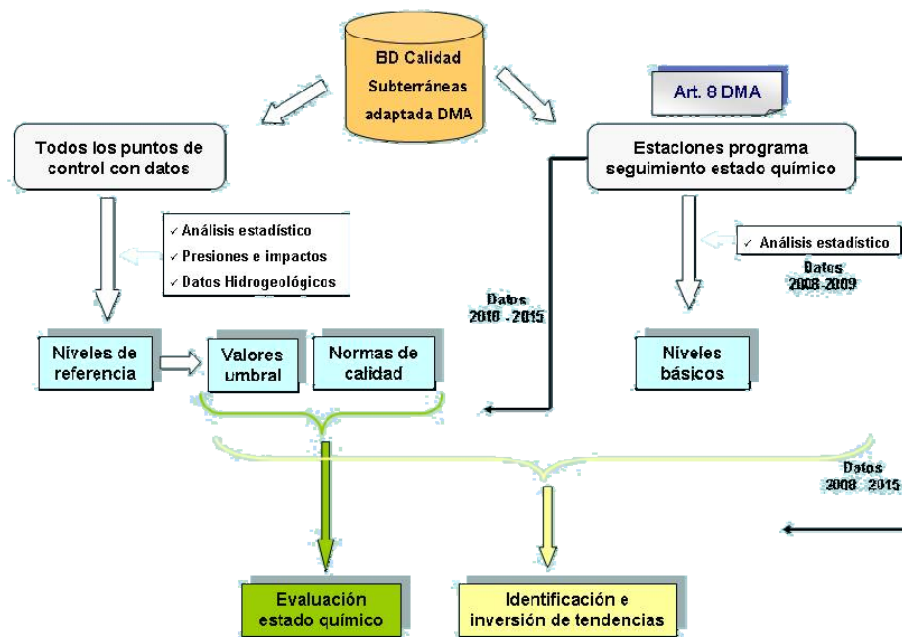 BD Calidad
Subterráneas
adaptada DMA
Art. 8 DMA
Todos los puntos de
control con datos
Estaciones programa
seguimiento estado químico
✓ Análisis estadístico
✓ Presiones e impactos
✓ Datos Hidrogeológicos
✓ Análisis estadístico
Datos
2008-2009
Datos
2010 - 2015
Niveles de
referencia
Valores
umbral
Normas de
calidad
Niveles
básicos
Datos
2008 - 2015
Evaluación
estado químico
Identificación e
inversión de tendencias